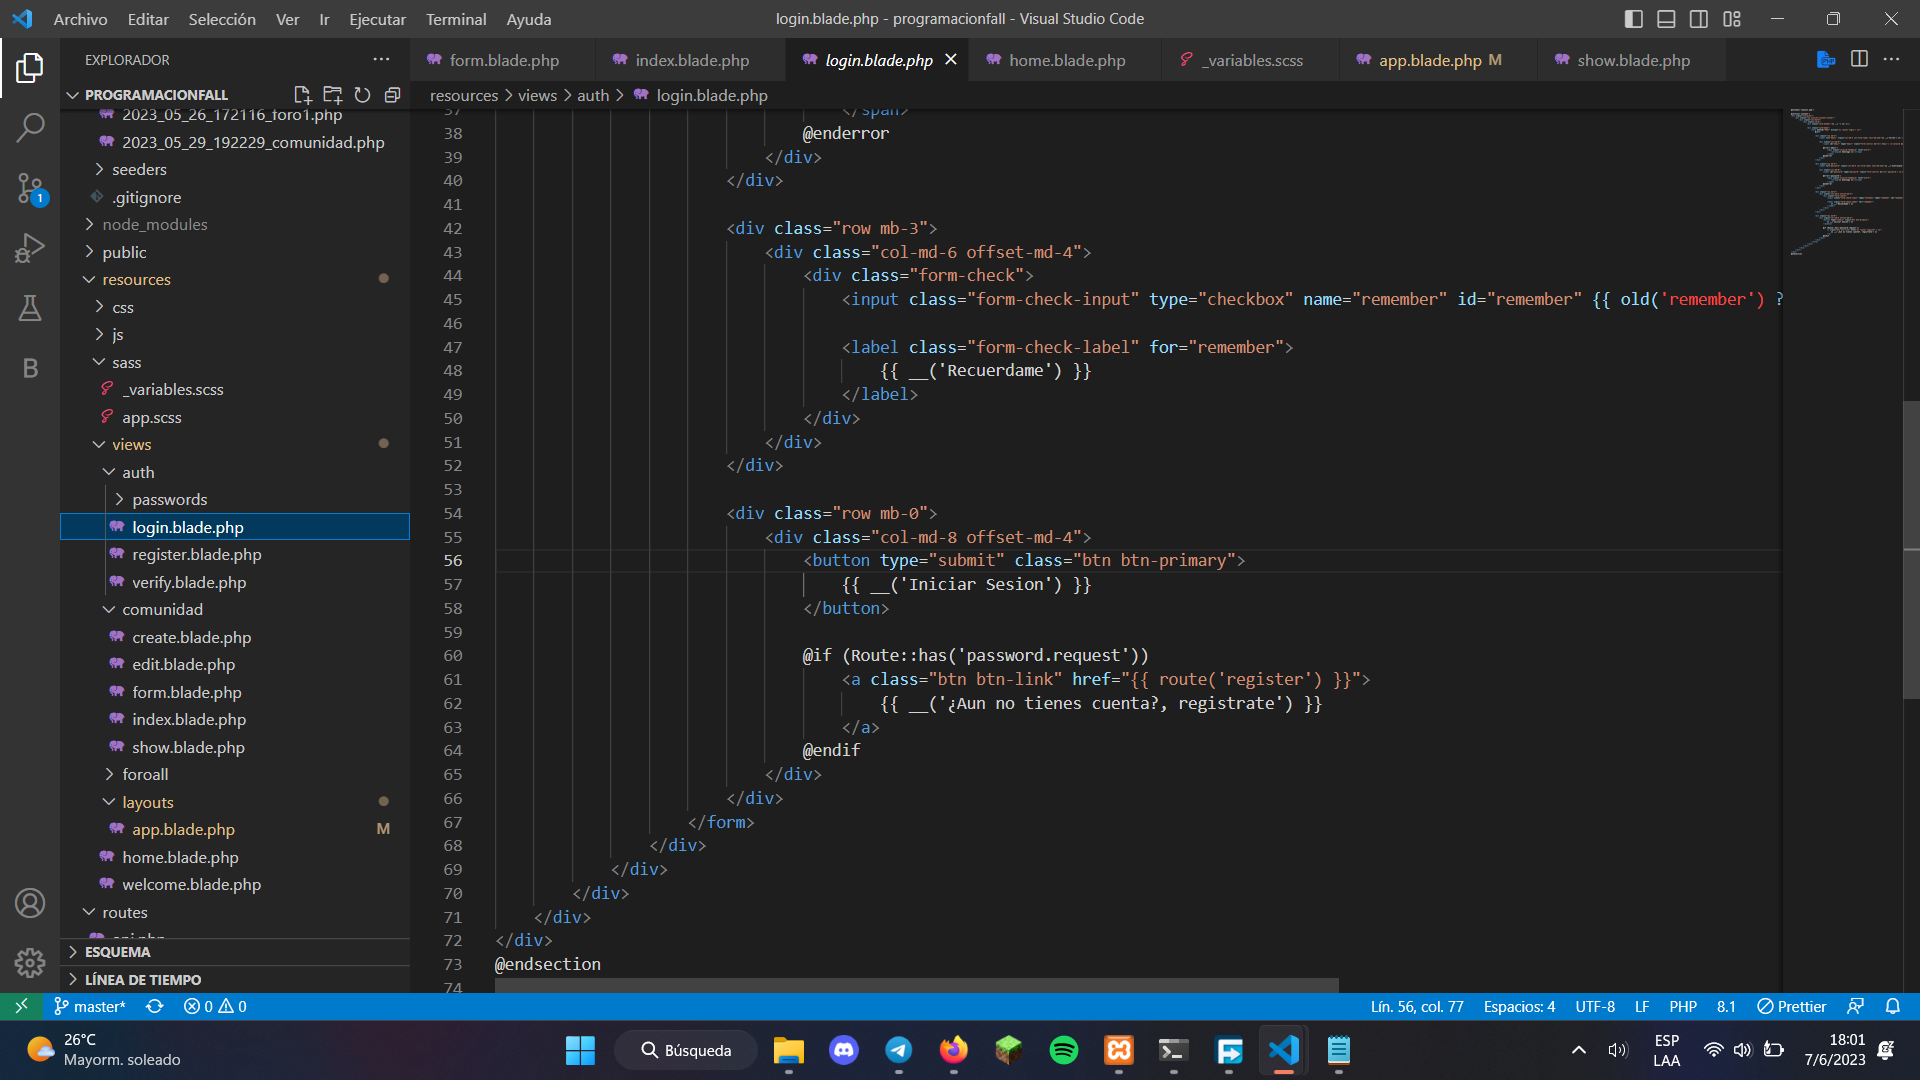 Archivo Editar Selección Ver Ir Ejecutar Terminal Ayuda
login.blade.php - programacionfall - Visual Studio Code
EXPLORADOR
form.blade.php
index.blade.php
login.blade.php
home.blade.php
_variables.scss
app.blade.php M
show.blade.php
PROGRAMACIONFALL
resources > views > auth > login.blade.php
2023_05_26_172116_foro1.php
2023_05_29_192229_comunidad.php
seeders
.gitignore
node_modules
public
resources
css
js
sass
_variables.scss
app.scss
views
auth
passwords
login.blade.php
register.blade.php
verify.blade.php
comunidad
create.blade.php
edit.blade.php
form.blade.php
index.blade.php
show.blade.php
foroall
layouts
app.blade.php M
home.blade.php
welcome.blade.php
routes
api.php
ESQUEMA
LÍNEA DE TIEMPO
1
B
37 </span>
38 @enderror
39 </div>
40 </div>
41
42 <div class="row mb-3">
43 <div class="col-md-6 offset-md-4">
44 <div class="form-check">
45 <input class="form-check-input" type="checkbox" name="remember" id="remember" {{ old('remember') ?
46
47 <label class="form-check-label" for="remember">
48 {{ __('Recuerdame') }}
49 </label>
50 </div>
51 </div>
52 </div>
53
54 <div class="row mb-0">
55 <div class="col-md-8 offset-md-4">
56 <button type="submit" class="btn btn-primary">
57 {{ __('Iniciar Sesion') }}
58 </button>
59
60 @if (Route::has('password.request'))
61 <a class="btn btn-link" href="{{ route('register') }}">
62 {{ __('¿Aun no tienes cuenta?, registrate') }}
63 </a>
64 @endif
65 </div>
66 </div>
67 </form>
68 </div>
69 </div>
70 </div>
71 </div>
72 </div>
73 @endsection
74
master* 0 0
Lín. 56, col. 77 Espacios: 4 UTF-8 LF PHP 8.1 Prettier
26°C
Mayorm. soleado
Búsqueda
ESP
LAA
18:01
7/6/2023